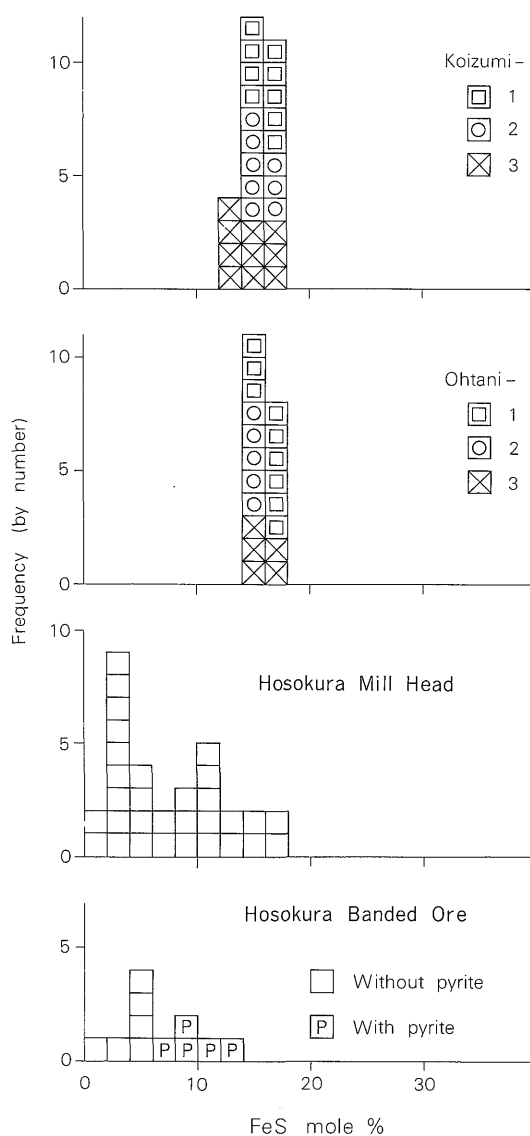 10
5
0
Koizumi-
1
2
3
10
5
0
Ohtani-
1
2
3
Frequency (by number)
10
5
0
Hosokura Mill Head
5
0
Hosokura Banded Ore
Without pyrite
P With pyrite
P
P P P P
0 10 20 30
FeS mole %